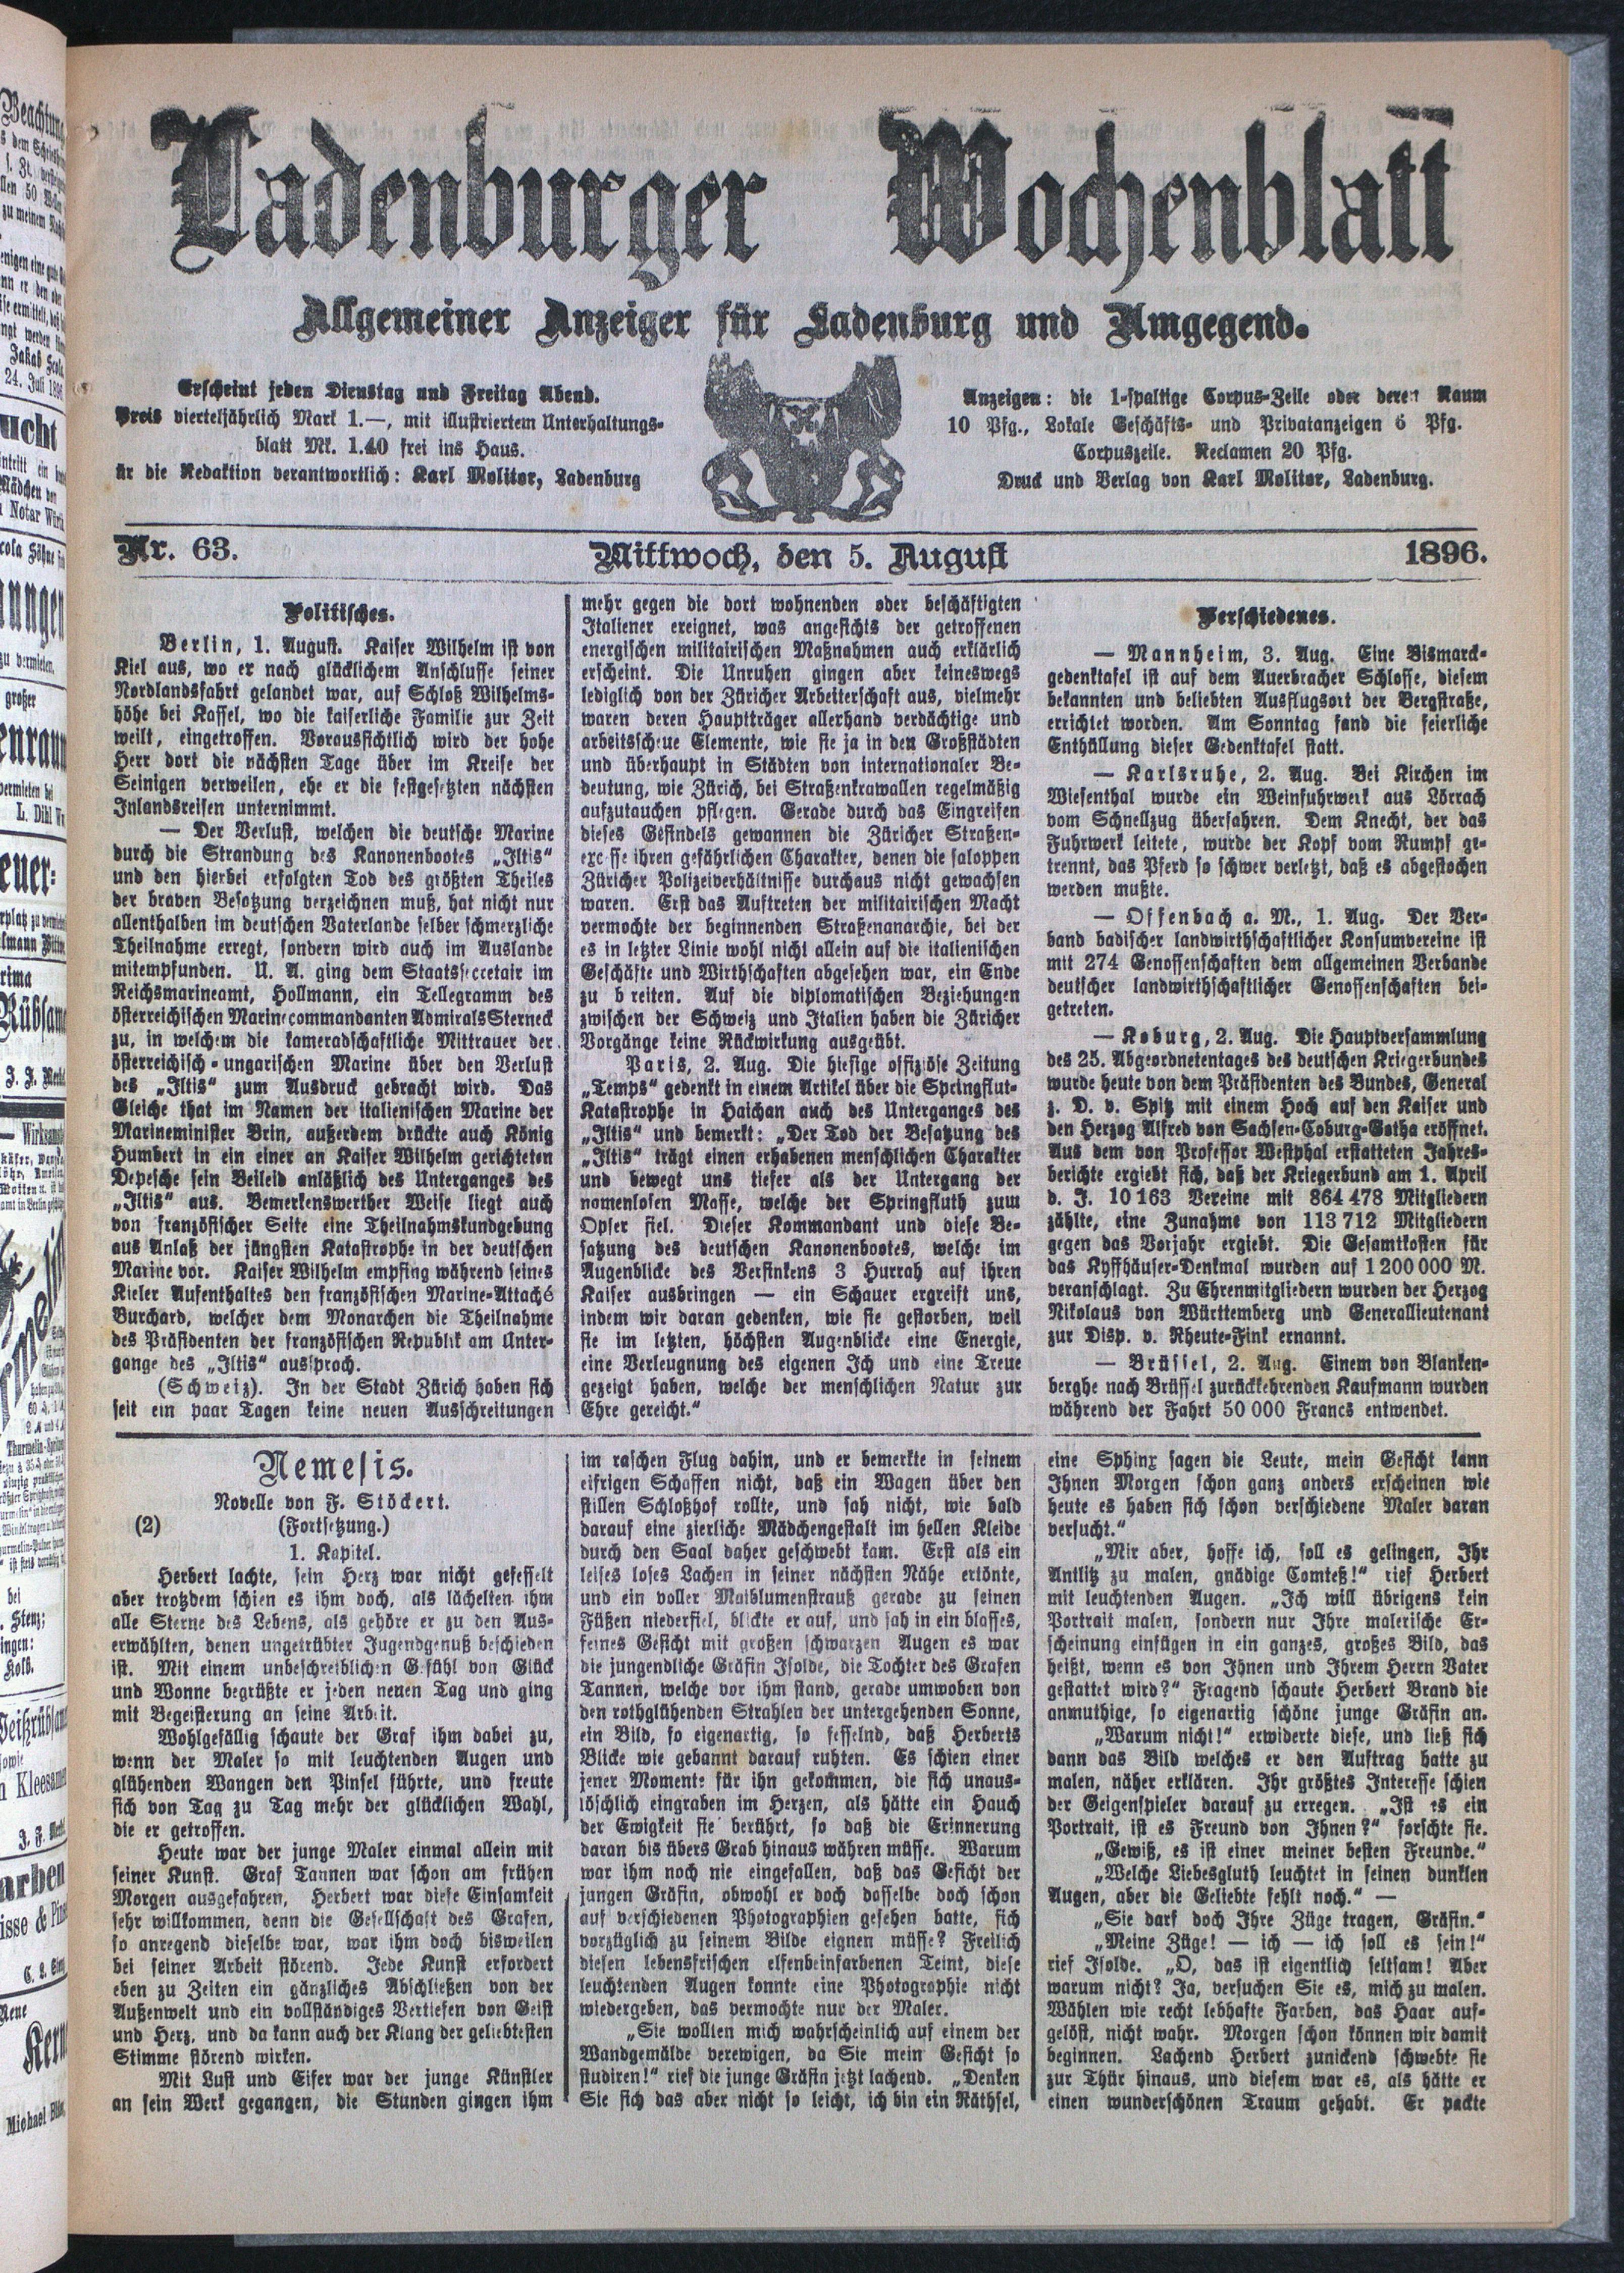 Ladenburger Wochenblatt
Allgemeiner Anzeiger für Ladenburg und Umgegend.
Erscheint jeden Dienstag und Freitag Abend.
Preis vierteljährlich Mark 1.—, mit illustriertem Unterhaltungs-
blatt Mk. 1.40 frei ins Haus.
ür die Redaktion verantwortlich: Karl Molitor, Ladenburg
Anzeigen: die 1-spaltige Corpus-Zeile oder deren Raum
10 Pfg., Lokale Geschäfts- und Privatanzeigen 6 Pfg.
Corpuszeile. Reclamen 20 Pfg.
Druck und Verlag von Karl Molitor, Ladenburg.
Nr. 63.
Mittwoch, den 5. August
1896.
Politisches.
Berlin, 1. August. Kaiser Wilhelm ist von
Kiel aus, wo er nach glücklichem Anschlusse seiner
Nordlandsfahrt gelandet war, auf Schloß Wilhelms-
höhe bei Kassel, wo die kaiserliche Familie zur Zeit
weilt, eingetroffen. Voraussichtlich wird der hohe
Herr dort die nächsten Tage über im Kreise der
Seinigen verweilen, ehe er die festgesetzten nächsten
Inlandsreisen unternimmt.
— Der Verlust, welchen die deutsche Marine
durch die Strandung des Kanonenbootes „Iltis“
und den hierbei erfolgten Tod des größten Theiles
der braven Besatzung verzeichnen muß, hat nicht nur
allenthalben im deutschen Vaterlande selber schmerzliche
Theilnahme erregt, sondern wird auch im Auslande
mitempfunden. U. A. ging dem Staatssecretair im
Reichsmarineamt, Hollmann, ein Tellegramm des
österreichischen Marinecommandanten Admirals Sterneck
zu, in welchem die kameradschaftliche Mittrauer der
österreichisch-ungarischen Marine über den Verlust
des „Iltis“ zum Ausdruck gebracht wird. Das
Gleiche that im Namen der italienischen Marine der
Marineminister Brin, außerdem drückte auch König
Humbert in ein einer an Kaiser Wilhelm gerichteten
Depesche sein Beileid anläßlich des Unterganges des
„Iltis“ aus. Bemerkenswerther Weise liegt auch
von französischer Seite eine Theilnahmskundgebung
aus Anlaß der jüngsten Katastrophe in der deutschen
Marine vor. Kaiser Wilhelm empfing während seines
Kieler Aufenthaltes den französischen Marine-Attaché
Burchard, welcher dem Monarchen die Theilnahme
des Präsidenten der französischen Republik am Unter-
gange des „Iltis“ aussproch.
(Schweiz). In der Stadt Zürich haben sich
seit ein paar Tagen keine neuen Ausschreitungen
mehr gegen die dort wohnenden oder beschäftigten
Italiener ereignet, was angesichts der getroffenen
energischen militairischen Maßnahmen auch erklärlich
erscheint. Die Unruhen gingen aber keineswegs
lediglich von der Züricher Arbeiterschaft aus, vielmehr
waren deren Hauptträger allerhand verdächtige und
arbeitsscheue Elemente, wie sie ja in den Großstädten
und überhaupt in Städten von internationaler Be-
deutung, wie Zürich, bei Straßenkrawallen regelmäßig
aufzutauchen pflegen. Gerade durch das Eingreifen
dieses Gesindels gewannen die Züricher Straßen-
exc sse ihren gefährlichen Charakter, denen die saloppen
Züricher Polizeiverhältnisse durchaus nicht gewachsen
waren. Erst das Auftreten der militairischen Macht
vermochte der beginnenden Straßenanarchie, bei der
es in letzter Linie wohl nicht allein auf die italienischen
Geschäfte und Wirthschaften abgesehen war, ein Ende
zu b reiten. Auf die diplomatischen Beziehungen
zwischen der Schweiz und Italien haben die Züricher
Vorgänge keine Rückwirkung ausgeübt.
Paris, 2. Aug. Die hiesige offiziöse Zeitung
„Temps“ gedenkt in einem Artikel über die Springflut-
Katastrophe in Haichan auch des Unterganges des
„Iltis“ und bemerkt: „Der Tod der Besatzung des
„Iltis“ trägt einen erhabenen menschlichen Charakter
und bewegt uns tiefer als der Untergang der
namenlosen Masse, welche der Springfluth zum
Opfer fiel. Dieser Kommandant und diese Be-
satzung des deutschen Kanonenbootes, welche im
Augenblicke des Versinkens 3 Hurrah auf ihren
Kaiser ausbringen — ein Schauer ergreift uns,
indem wir daran gedenken, wie sie gestorben, weil
sie im letzten, höchsten Augenblicke eine Energie,
eine Verleugnung des eigenen Ich und eine Treue
gezeigt haben, welche der menschlichen Natur zur
Ehre gereicht.“
Verschiedenes.
— Mannheim, 3. Aug. Eine Bismarck-
gedenktafel ist auf dem Auerbracher Schlosse, diesem
bekannten und beliebten Ausflugsort der Bergstraße,
errichtet worden. Am Sonntag fand die feierliche
Enthüllung dieser Gedenktafel statt.
— Karlsruhe, 2. Aug. Bei Kirchen im
Wiesenthal wurde ein Weinfuhrwerk aus Lörrach
vom Schnellzug überfahren. Dem Knecht, der das
Fuhrwerk leitete, wurde der Kopf vom Rumpf ge-
trennt, das Pferd so schwer verletzt, daß es abgestochen
werden mußte.
— Offenbach a. M., 1. Aug. Der Ver-
band badischer landwirthschaftlicher Konsumvereine ist
mit 274 Genossenschaften dem allgemeinen Verbande
deutscher landwirthschaftlicher Genossenschaften bei-
getreten.
— Koburg, 2. Aug. Die Hauptversammlung
des 25. Abgeordnetentages des deutschen Kriegerbundes
wurde heute von dem Präsidenten des Bundes, General
z. D. v. Spitz mit einem Hoch auf den Kaiser und
den Herzog Alfred von Sachsen-Coburg-Gotha eröffnet.
Aus dem von Professor Westphal erstatteten Jahres-
berichte ergiebt sich, daß der Kriegerbund am 1. April
d. J. 10 163 Vereine mit 864 478 Mitgliedern
zählte, eine Zunahme von 113 712 Mitgliedern
gegen das Vorjahr ergiebt. Die Gesamtkosten für
das Kyffhäuser-Denkmal wurden auf 1 200 000 M.
veranschlagt. Zu Ehrenmitgliedern wurden der Herzog
Nikolaus von Württemberg und Generallieutenant
zur Disp. v. Rheute-Fink ernannt.
— Brüssel, 2. Aug. Einem von Blanken-
berghe nach Brüssel zurückkehrenden Kaufmann wurden
während der Fahrt 50 000 Francs entwendet.
Nemesis.
Novelle von F. Stöckert.
(2) (Fortsetzung.)
1. Kapitel.
Herbert lachte, sein Herz war nicht gefesselt
aber trotzdem schien es ihm doch, als lächelten ihm
alle Sterne des Lebens, als gehöre er zu den Aus-
erwählten, denen ungetrübter Jugendgenuß beschieden
ist. Mit einem unbeschreiblichen Gefühl von Glück
und Wonne begrüßte er jeden neuen Tag und ging
mit Begeisterung an seine Arbeit.
Wohlgefällig schaute der Graf ihm dabei zu,
wenn der Maler so mit leuchtenden Augen und
glühenden Wangen den Pinsel führte, und freute
sich von Tag zu Tag mehr der glücklichen Wahl,
die er getroffen.
Heute war der junge Maler einmal allein mit
seiner Kunst. Graf Tannen war schon am frühen
Morgen ausgefahren, Herbert war diese Einsamkeit
sehr willkommen, denn die Gesellschaft des Grafen,
so anregend dieselbe war, war ihm doch bisweilen
bei seiner Arbeit störend. Jede Kunst erfordert
eben zu Zeiten ein gänzliches Abschließen von der
Außenwelt und ein vollständiges Vertiefen von Geist
und Herz, und da kann auch der Klang der geliebtesten
Stimme störend wirken.
Mit Lust und Eifer war der junge Künstler
an sein Werk gegangen, die Stunden gingen ihm
im raschen Flug dahin, und er bemerkte in seinem
eifrigen Schaffen nicht, daß ein Wagen über den
stillen Schloßhof rollte, und sah nicht, wie bald
darauf eine zierliche Mädchengestalt im hellen Kleide
durch den Saal daher geschwebt kam. Erst als ein
leises loses Lachen in seiner nächsten Nähe ertönte,
und ein voller Maiblumenstrauß gerade zu seinen
Füßen niederfiel, blickte er auf, und sah in ein blasses,
feines Gesicht mit großen schwarzen Augen es war
die jungendliche Gräfin Isolde, die Tochter des Grafen
Tannen, welche vor ihm stand, gerade umwoben von
den rothglühenden Strahlen der untergehenden Sonne,
ein Bild, so eigenartig, so fesselnd, daß Herberts
Blicke wie gebannt darauf ruhten. Es schien einer
jener Momente für ihn gekommen, die sich unaus-
löschlich eingraben im Herzen, als hätte ein Hauch
der Ewigkeit sie berührt, so daß die Erinnerung
daran bis übers Grab hinaus währen müsse. Warum
war ihm noch nie eingefallen, daß das Gesicht der
jungen Gräfin, obwohl er doch dasselbe doch schon
auf verschiedenen Photographien gesehen hatte, sich
vorzüglich zu seinem Bilde eignen müsse? Freilich
diesen lebensfrischen elfenbeinfarbenen Teint, diese
leuchtenden Augen konnte eine Photographie nicht
wiedergeben, das vermochte nur der Maler.
„Sie wollten mich wahrscheinlich auf einem der
Wandgemälde verewigen, da Sie mein Gesicht so
studiren!“ rief die junge Gräfin jetzt lachend. „Denken
Sie sich das aber nicht so leicht, ich bin ein Räthsel,
eine Sphinx sagen die Leute, mein Gesicht kann
Ihnen Morgen schon ganz anders erscheinen wie
heute es haben sich schon verschiedene Maler daran
versucht.“
„Mir aber, hoffe ich, soll es gelingen, Ihr
Antlitz zu malen, gnädige Comteß!“ rief Herbert
mit leuchtenden Augen. „Ich will übrigens kein
Portrait malen, sondern nur Ihre malerische Er-
scheinung einfügen in ein ganzes, großes Bild, das
heißt, wenn es von Ihnen und Ihrem Herrn Vater
gestattet wird?“ Fragend schaute Herbert Brand die
anmuthige, so eigenartig schöne junge Gräfin an.
„Warum nicht!“ erwiderte diese, und ließ sich
dann das Bild welches er den Auftrag hatte zu
malen, näher erklären. Ihr größtes Interesse schien
der Geigenspieler darauf zu erregen. „Ist es ein
Portrait, ist es Freund von Ihnen?“ forschte sie.
„Gewiß, es ist einer meiner besten Freunde.“
„Welche Liebesgluth leuchtet in seinen dunklen
Augen, aber die Geliebte fehlt noch.“ —
„Sie darf doch Ihre Züge tragen, Gräfin.“
„Meine Züge! — ich — ich soll es sein!“
rief Isolde. „O, das ist eigentlich seltsam! Aber
warum nicht? Ja, versuchen Sie es, mich zu malen.
Wählen wie recht lebhafte Farben, das Haar auf-
gelöst, nicht wahr. Morgen schon können wir damit
beginnen. Lachend Herbert zunickend schwebte sie
zur Thür hinaus, und diesem war es, als hätte er
einen wunderschönen Traum gehabt. Er packte